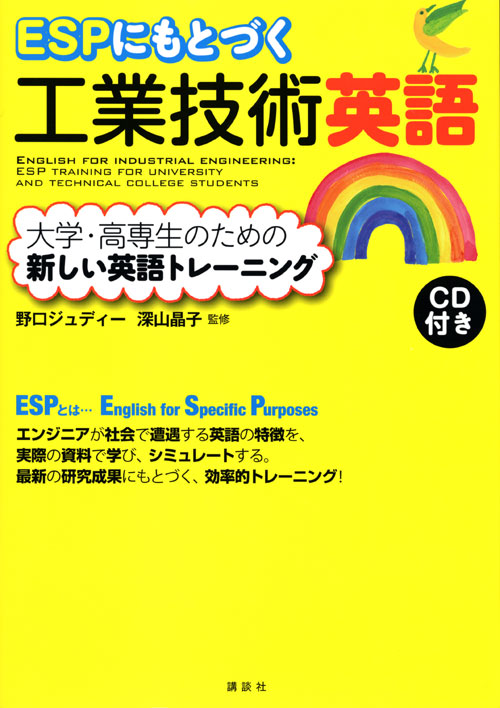 ESPにもとづく
工業技術英語
ENGLISH FOR INDUSTRIAL ENGINEERING:
ESP TRAINING FOR UNIVERSITY
AND TECHNICAL COLLEGE STUDENTS
大学・高専生のための
新しい英語トレーニング
野口ジュディー 深山晶子 監修
CD
付き
ESPとは… English for Specific Purposes
エンジニアが社会で遭遇する英語の特徴を、
実際の資料で学び、シミュレートする。
最新の研究成果にもとづく、効率的トレーニング!
講談社